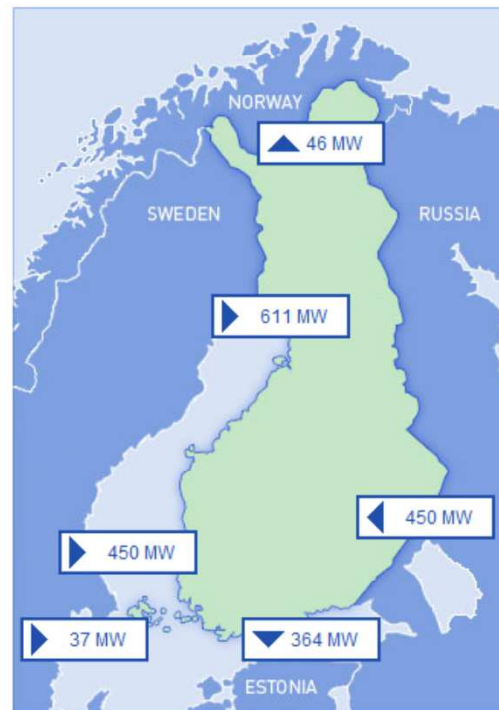 NORWAY
46 MW
SWEDEN
RUSSIA
611 MW
450 MW
450 MW
37 MW
364 MW
ESTONIA